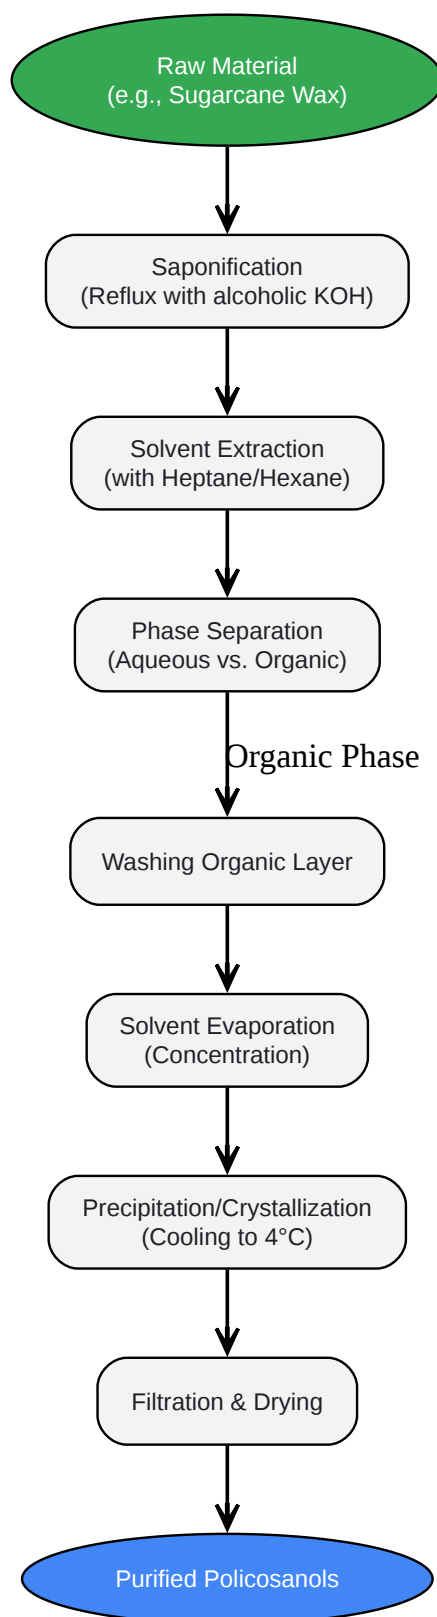 Raw Material
(e.g., Sugarcane Wax)
Saponification
(Reflux with alcoholic KOH)
Solvent Extraction
(with Heptane/Hexane)
Phase Separation
(Aqueous vs. Organic)
Organic Phase
Washing Organic Layer
Solvent Evaporation
(Concentration)
Precipitation/Crystallization
(Cooling to 4°C)
Filtration & Drying
Purified Policosanols